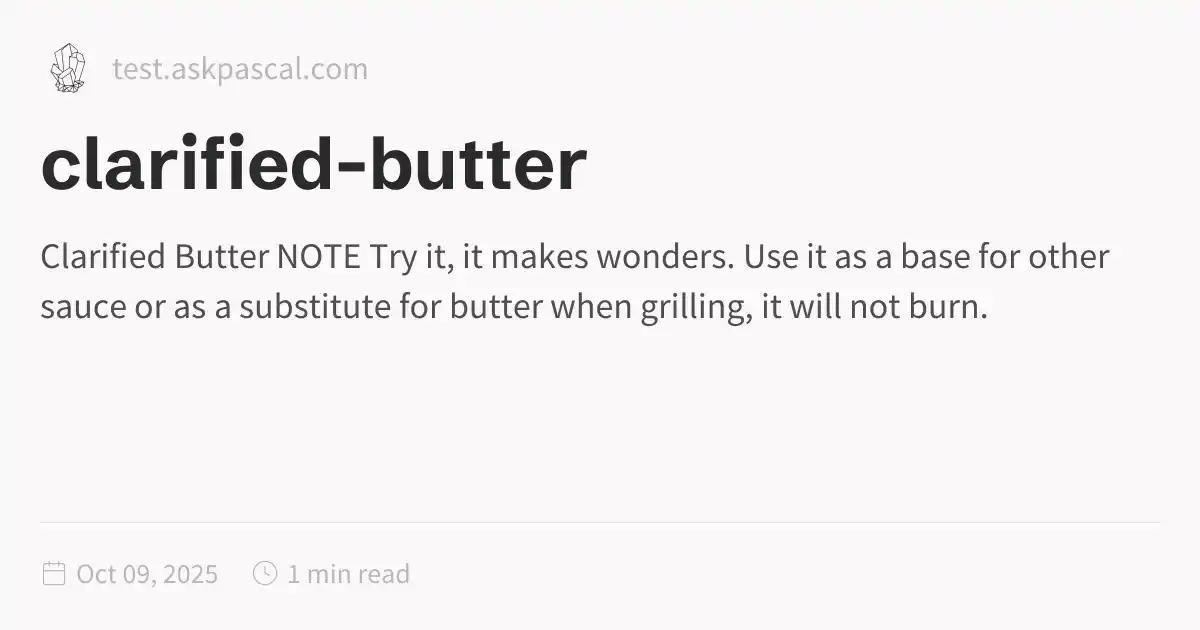 test.askpascal.com
clarified-butter
Clarified Butter NOTE Try it, it makes wonders. Use it as a base for other
sauce or as a substitute for butter when grilling, it will not burn.
Oct 09, 2025 1 min read